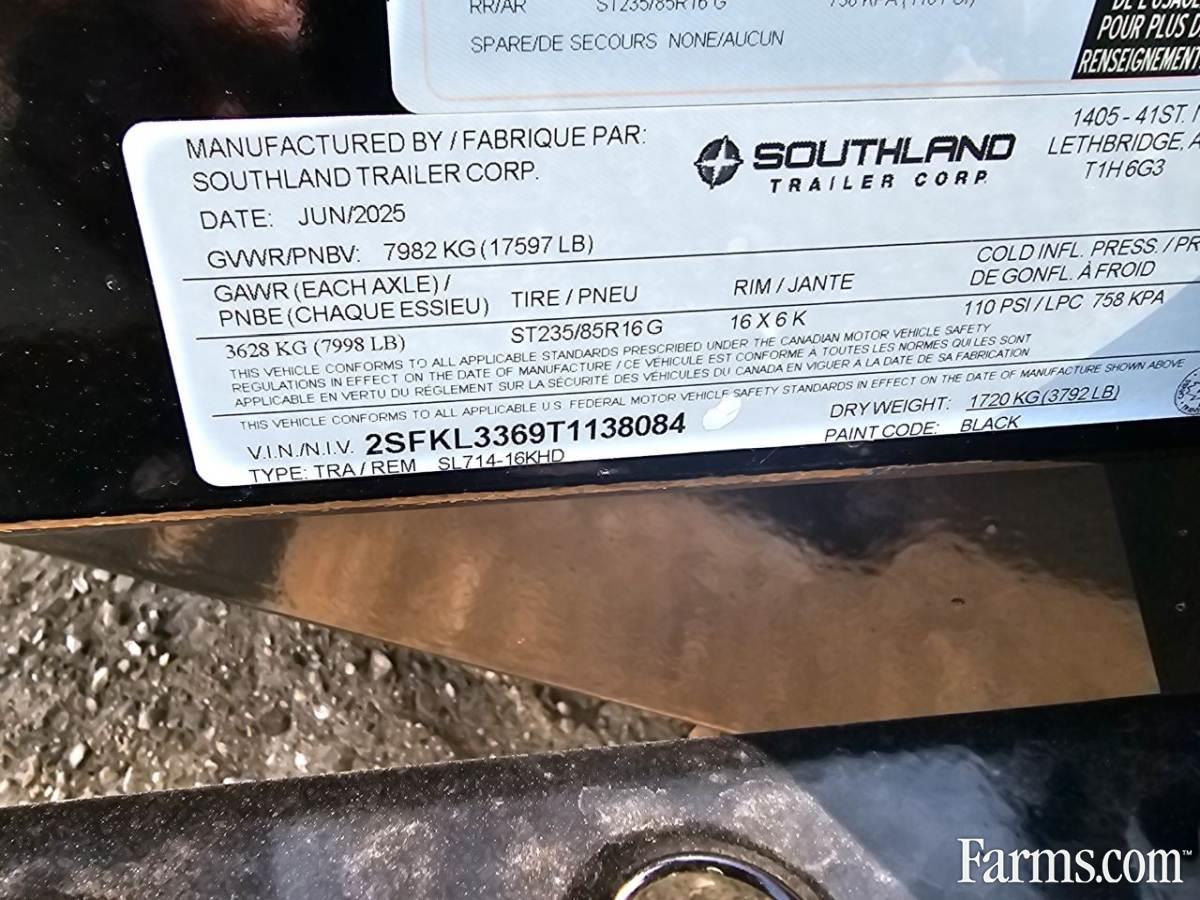 RR/AR ST235/85R16 G
SPARE/DE SECOURS NONE/AUCUN
POUR PLUS
RENSEIGNEMENT
MANUFACTURED BY / FABRIQUE PAR:
SOUTHLAND TRAILER CORP.
DATE: JUN/2025
GVWR/PNBV: 7982 KG (17597 LB)
SOUTHLAND
TRAILER CORP.
1405 - 41ST.
LETHBRIDGE,
T1H 6G3
GAWR (EACH AXLE) /
PNBE (CHAQUE ESSIEU)
TIRE / PNEU
RIM / JANTE
COLD INFL. PRESS. / PR
DE GONFL. À FROID
3628 KG (7998 LB) ST235/85R16 G 16 X 6 K 110 PSI / LPC 758 KPA
THIS VEHICLE CONFORMS TO ALL APPLICABLE STANDARDS PRESCRIBED UNDER THE CANADIAN MOTOR VEHICLE SAFETY
REGULATIONS IN EFFECT ON THE DATE OF MANUFACTURE / CE VÉHICULE EST CONFORME À TOUTES LES NORMES QUI LES SONT
APPLICABLE EN VERTU DU RÈGLEMENT SUR LA SÉCURITÉ DES VÉHICULES DU CANADA EN VIGUER À LA DATE DE SA FABRICATION
THIS VEHICLE CONFORMS TO ALL APPLICABLE U.S. FEDERAL MOTOR VEHICLE SAFETY STANDARDS IN EFFECT ON THE DATE OF MANUFACTURE SHOWN ABOVE
V.I.N./N.I.V. 2SFKL3369T1138084
TYPE: TRA / REM SL714-16KHD
DRY WEIGHT: 1720 KG (3792 LB)
PAINT CODE: BLACK
Farms.com™